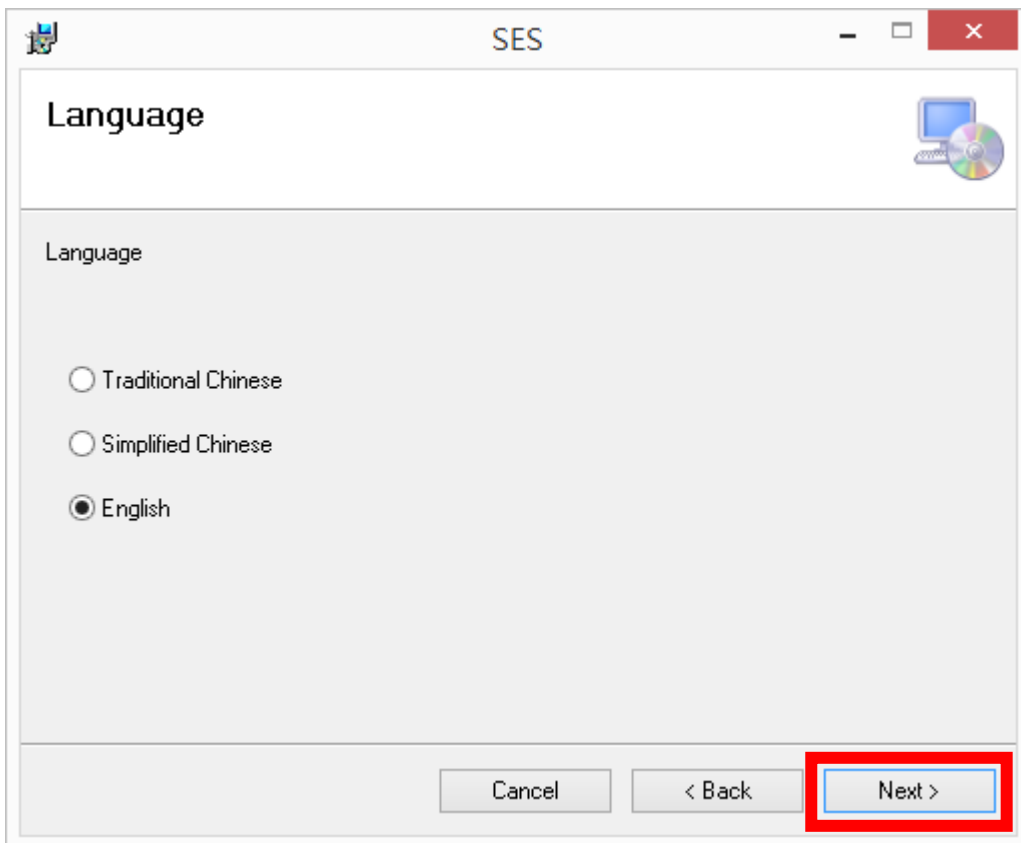 SES
Language
Language
Traditional Chinese
Simplified Chinese
English
Cancel
< Back
Next >